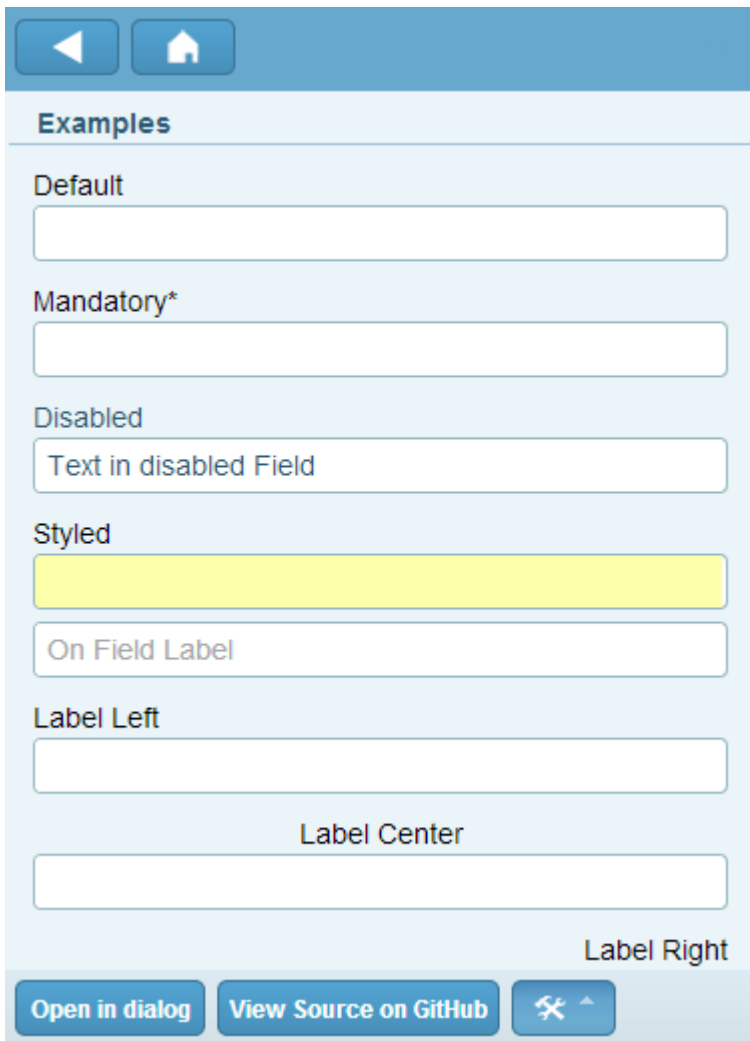 Examples
Default
Mandatory*
Disabled
Text in disabled Field
Styled
On Field Label
Label Left
Label Center
Label Right
Open in dialog View Source on GitHub